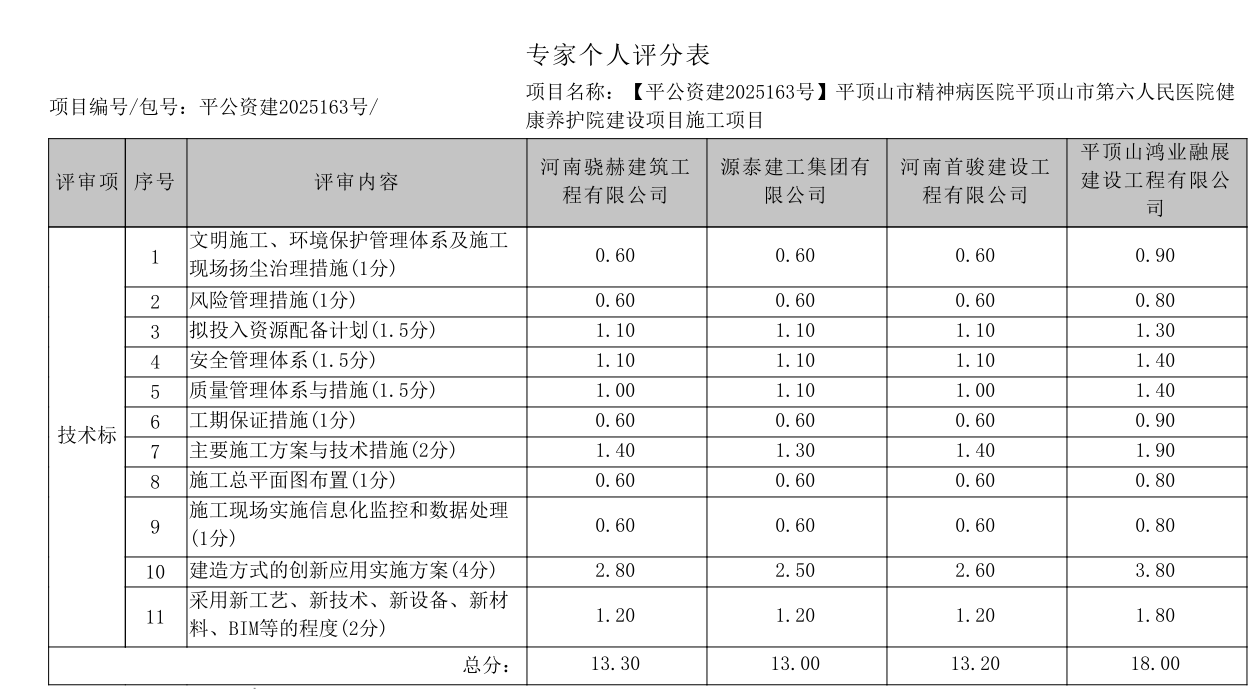 专家个人评分表
项目编号/包号: 平公资建2025163号/
项目名称: 【平公资建2025163号】平顶山市精神病医院平顶山市第六人民医院健
康养护院建设项目施工项目
评审项 序号 评审内容 河南骁赫建筑工 源泰建工集团有 河南首骏建设工 平顶山鸿业融展
程有限公司 限公司 程有限公司 建设工程有限公
司
技术标
1 文明施工、环境保护管理体系及施工 0.60 0.60 0.60 0.90
现场扬尘治理措施(1分)
2 风险管理措施(1分) 0.60 0.60 0.60 0.80
3 拟投入资源配备计划(1.5分) 1.10 1.10 1.10 1.30
4 安全管理体系(1.5分) 1.10 1.10 1.10 1.40
5 质量管理体系与措施(1.5分) 1.00 1.10 1.00 1.40
6 工期保证措施(1分) 0.60 0.60 0.60 0.90
7 主要施工方案与技术措施(2分) 1.40 1.30 1.40 1.90
8 施工总平面图布置(1分) 0.60 0.60 0.60 0.80
9 施工现场实施信息化监控和数据处理 0.60 0.60 0.60 0.80
(1分)
10 建造方式的创新应用实施方案(4分) 2.80 2.50 2.60 3.80
11 采用新工艺、新技术、新设备、新材 1.20 1.20 1.20 1.80
料、BIM等的程度(2分)
总分: 13.30 13.00 13.20 18.00